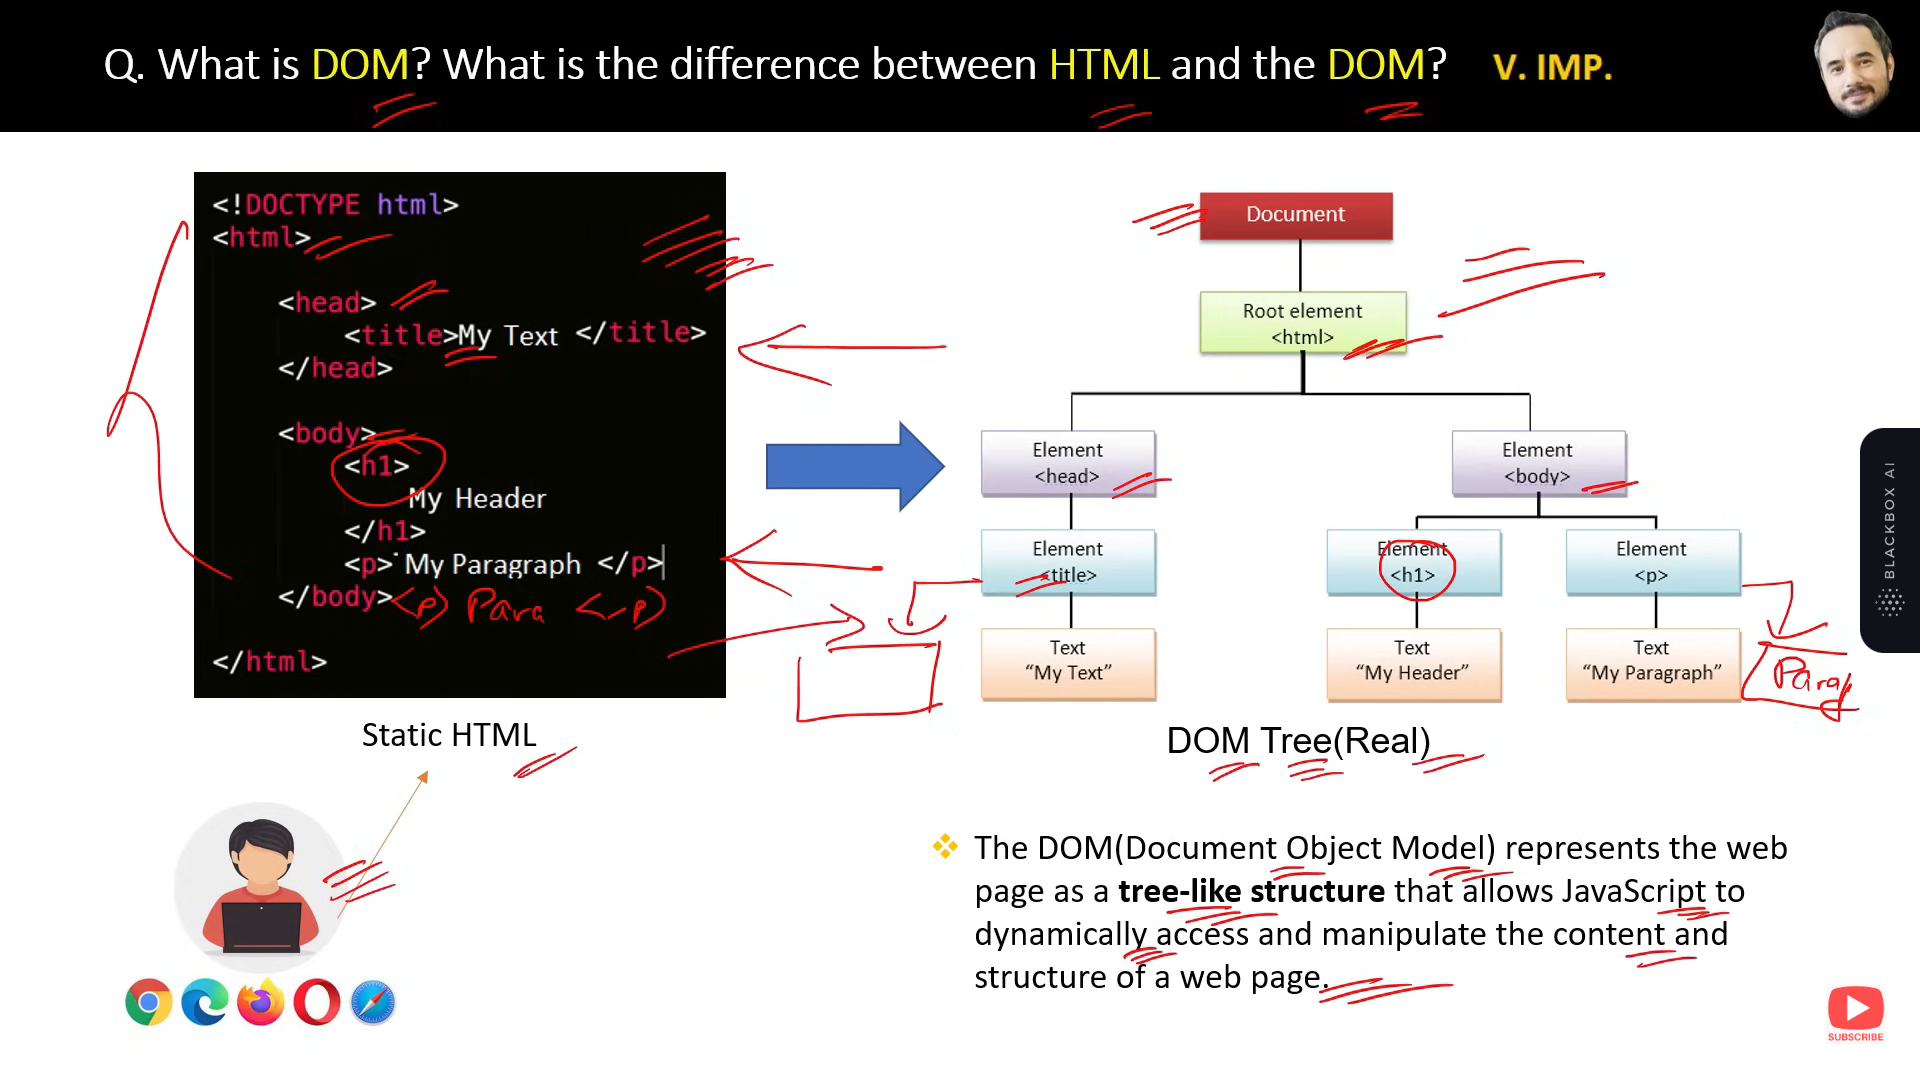 Q. What is DOM? What is the difference between HTML and the DOM? V. IMP.
<!DOCTYPE html>
<html>
<head>
<title>My Text </title>
</head>
<body>
<h1>
My Header
</h1>
<p> My Paragraph </p>
</body>
<p> Para
</html>
Static HTML
Document
Root element
<html>
Element
<head>
Element
<body>
Element
<title>
Element
<h1>
Element
<p>
Text
“My Text”
Text
“My Header”
Text
“My Paragraph”
Para
DOM Tree(Real)
The DOM(Document Object Model) represents the web
page as a tree-like structure that allows JavaScript to
dynamically access and manipulate the content and
structure of a web page.
BLACKBOX AI
SUBSCRIBE